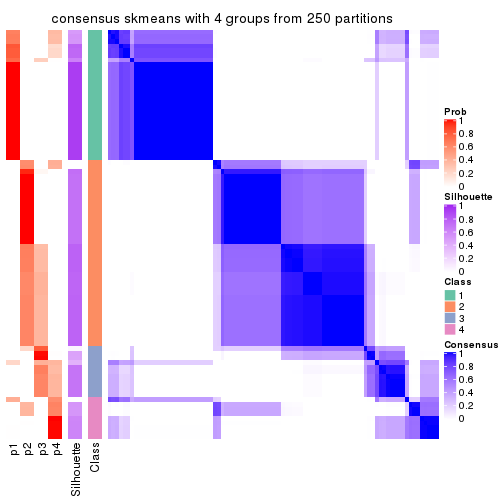 consensus skmeans with 4 groups from 250 partitions
Prob
1
0.8
0.6
0.4
0.2
0
Silhouette
1
0.8
0.6
0.4
0.2
0
Class
1
2
3
4
Consensus
1
0.8
0.6
0.4
0.2
0
p1
p2
p3
p4
Silhouette
Class